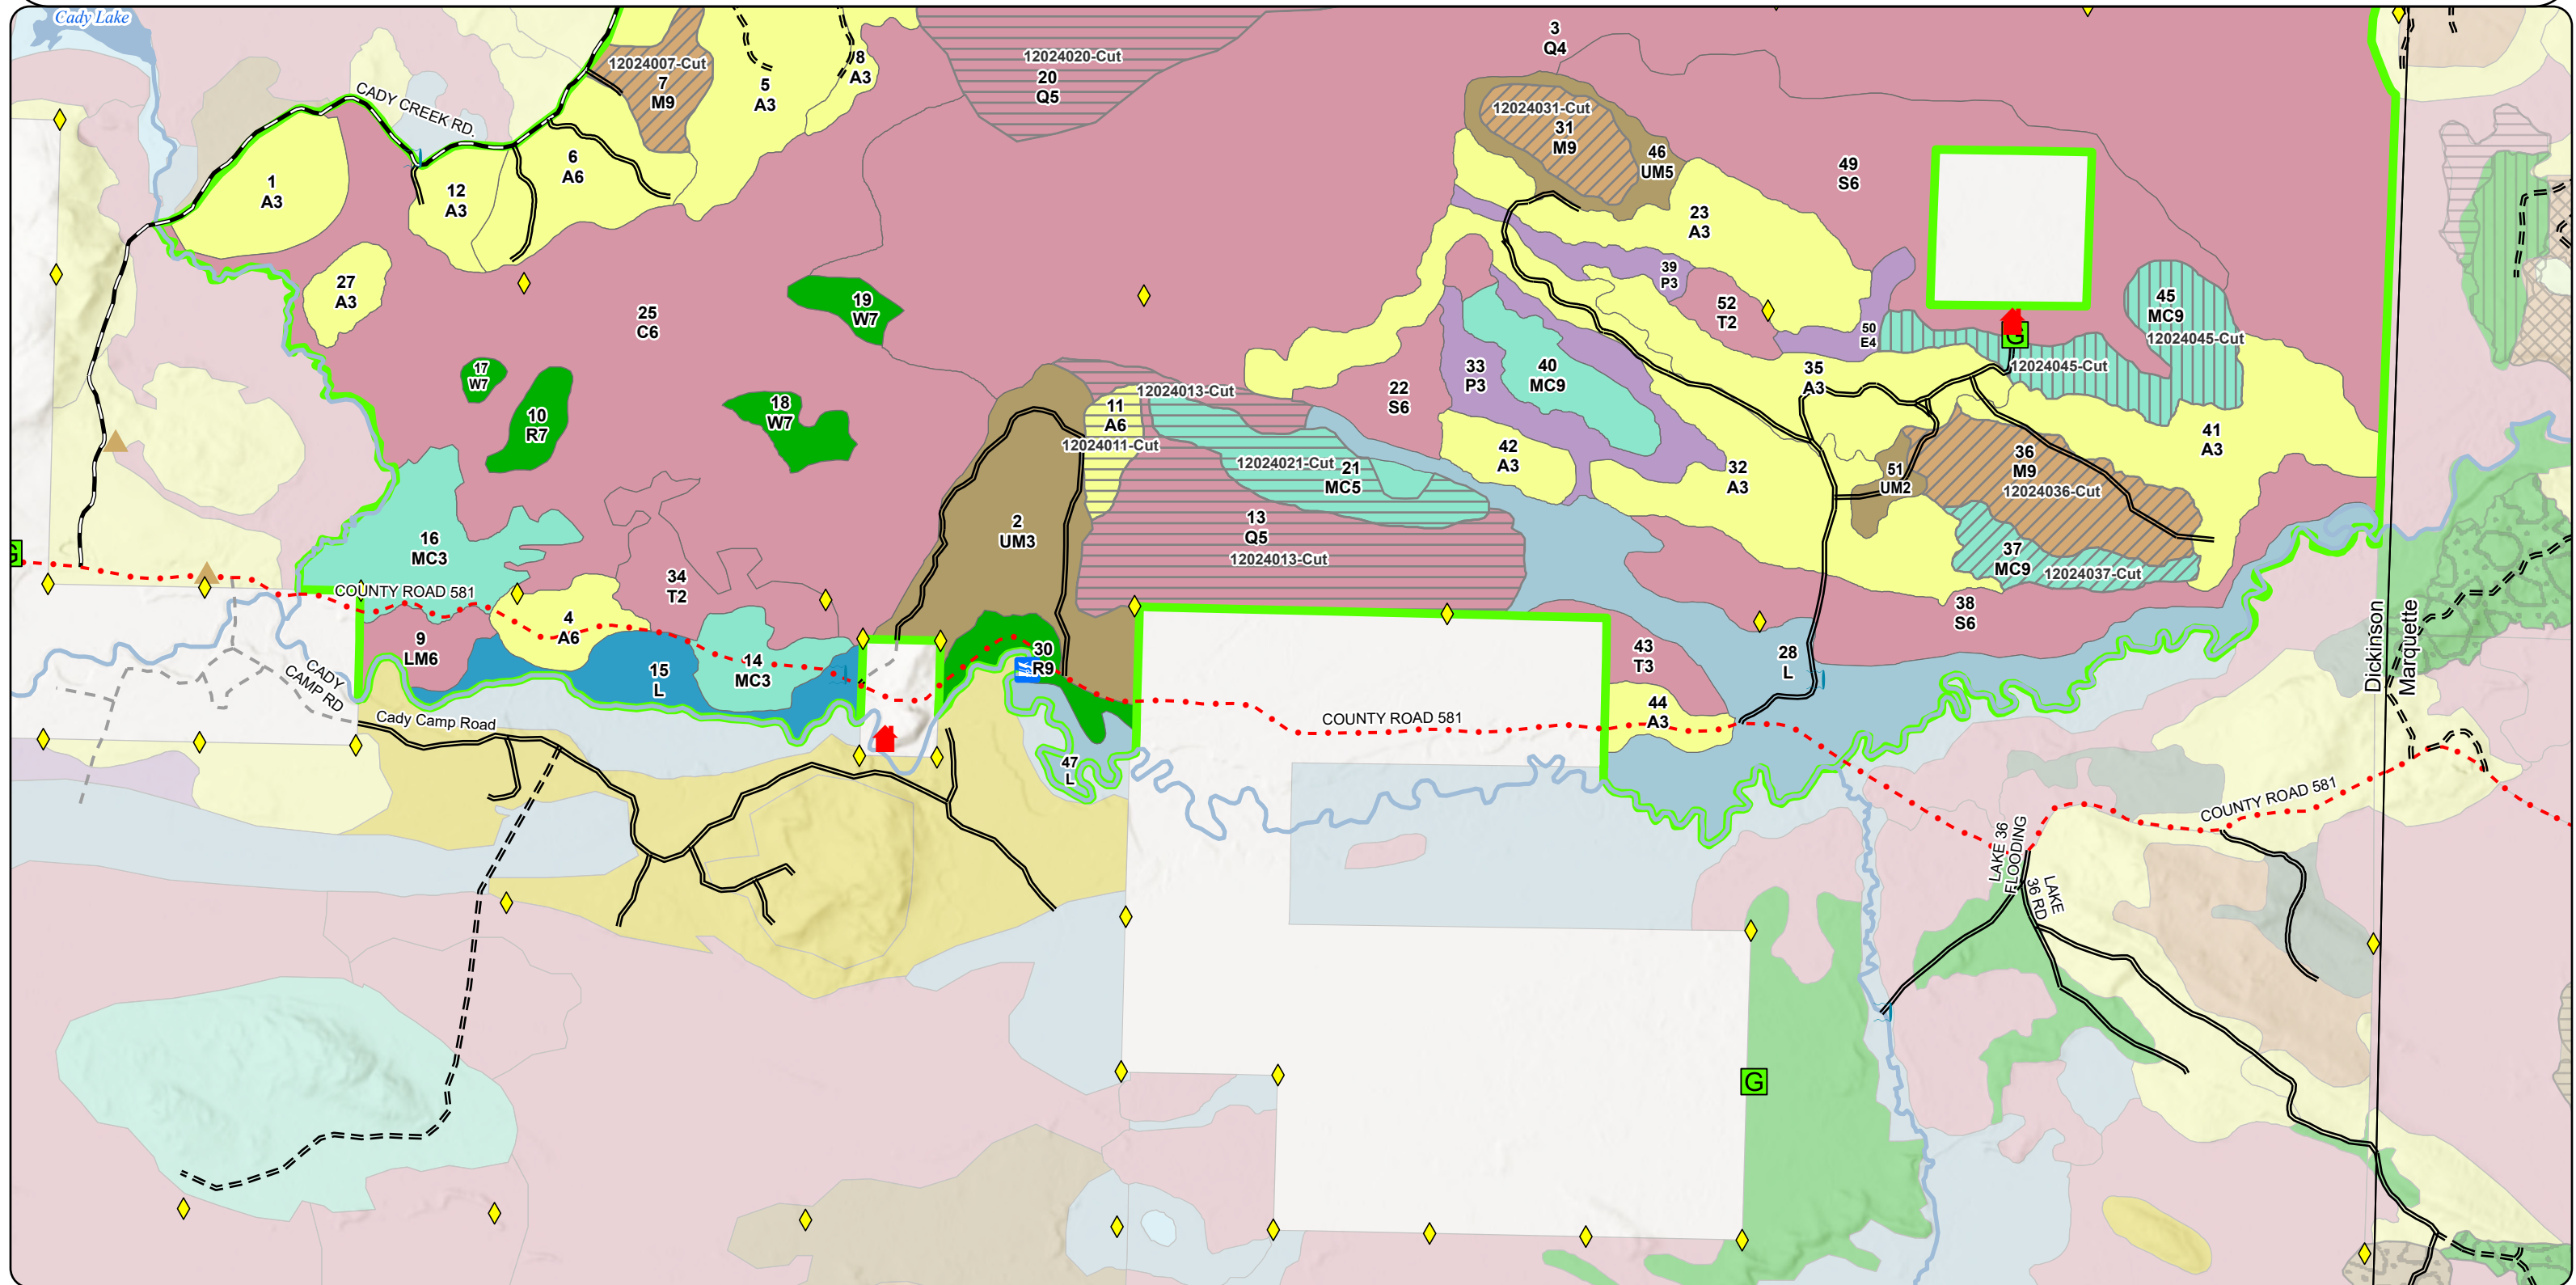 Cady Lake
CADY CREEK RD.
12024007-Cut
7
M9
5
A3
8
A3
12024020-Cut
20
Q5
3
Q4
12024031-Cut
31
M9
46
UM5
49
S6
1
A3
12
A3
6
A6
23
A3
27
A3
25
C6
19
W7
39
P3
52
T2
50
E4
45
MC9
12024045-Cut
G
12024045-Cut
17
W7
10
R7
18
W7
11
A6
12024013-Cut
12024011-Cut
22
S6
33
P3
40
MC9
35
A3
41
A3
42
A3
32
A3
51
UM2
36
M9
12024036-Cut
12024021-Cut
21
MC5
2
UM3
13
Q5
12024013-Cut
16
MC3
37
MC9
12024037-Cut
G
COUNTY ROAD 581
34
T2
4
A6
9
LM6
15
L
14
MC3
30
R9
38
S6
43
T3
28
L
44
A3
47
L
Dickinson
Marquette
CADY
CAMP RD
Cady Camp Road
COUNTY ROAD 581
COUNTY ROAD 581
LAKE 36
FLOODING
LAKE
36 RD
G